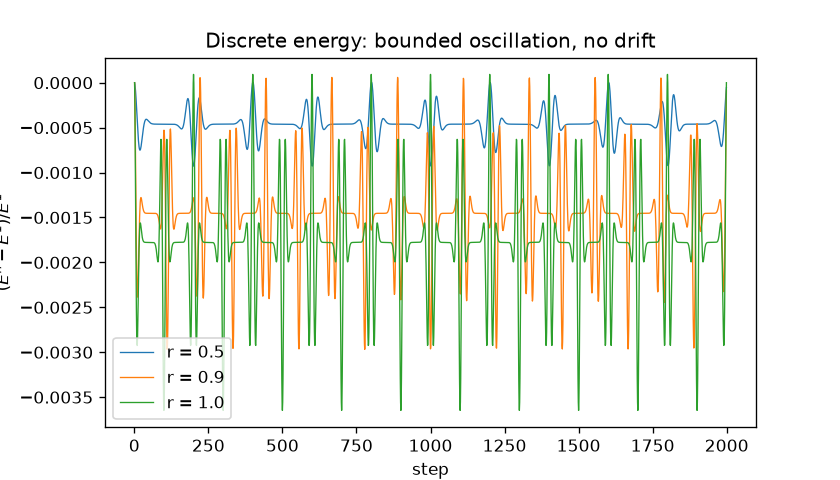 Discrete energy: bounded oscillation, no drift
0.0000
−0.0005
−0.0010
−0.0015
−0.0020
−0.0025
−0.0030
−0.0035
r = 0.5
r = 0.9
r = 1.0
0 250 500 750 1000 1250 1500 1750 2000
step